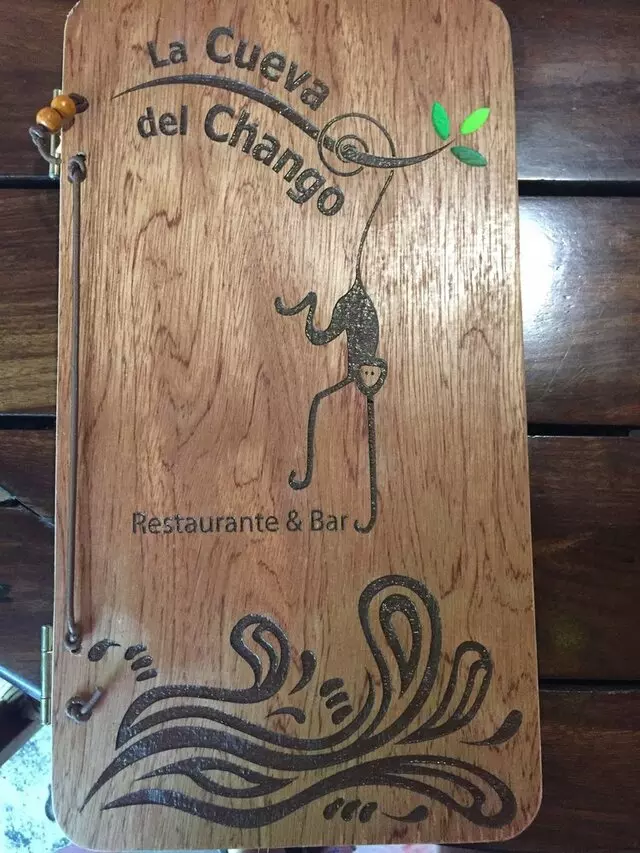 La Cueva
del Chango
Restaurante & Bar